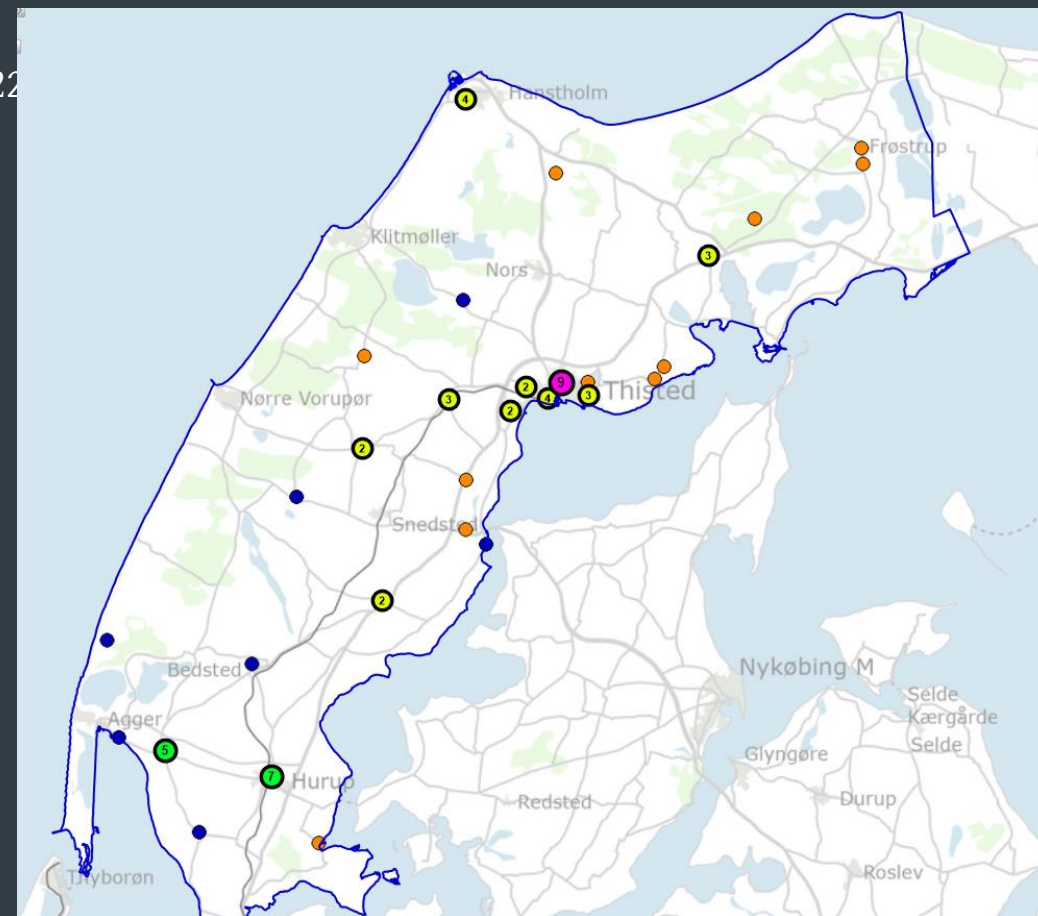 22
4
Hanstholm
Frøstrup
Klitmøller
3
Nors
9
2
4
3
Thisted
3
Nørre Vorupør
2
2
Snedsted
2
Bedsted
Nykøbing M
Selde
Kærgårde
Agger
Selde
5
Glyngøre
7
Hurup
Redsted
Durup
Roslev
Thyborøn